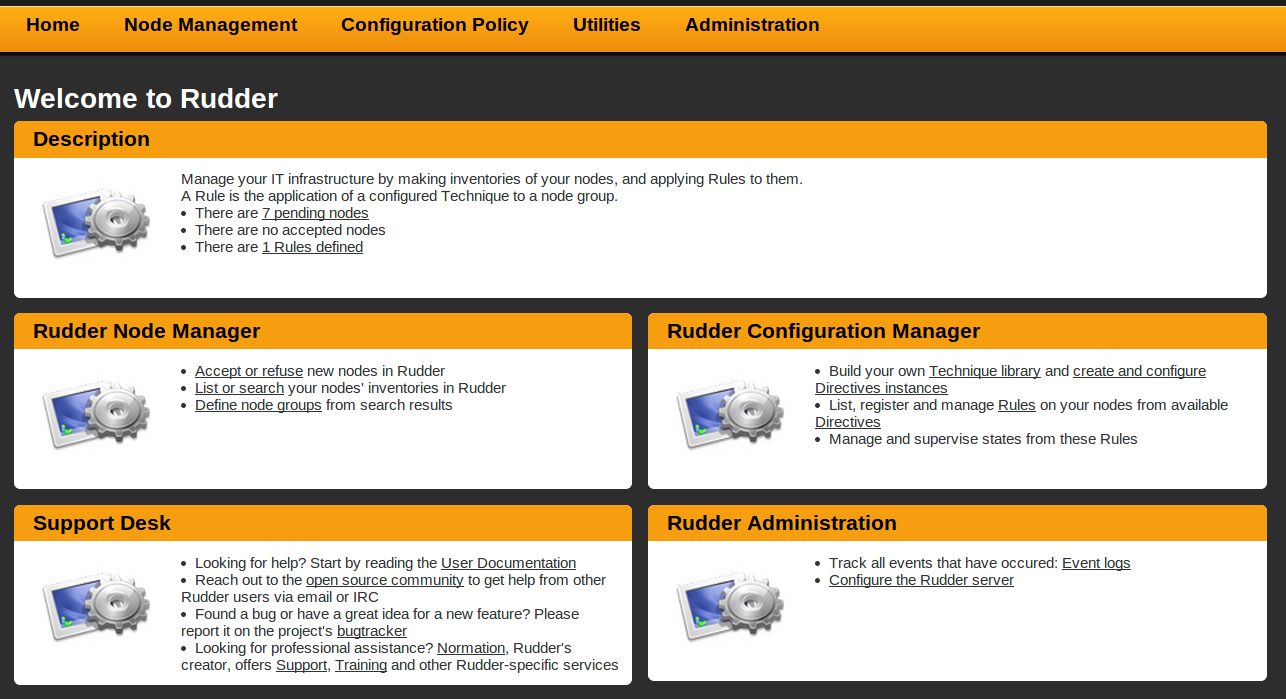 Home Node Management Configuration Policy Utilities Administration
Welcome to Rudder
Description
Manage your IT infrastructure by making inventories of your nodes, and applying Rules to them.
A Rule is the application of a configured Technique to a node group.
• There are 7 pending nodes
• There are no accepted nodes
• There are 1 Rules defined
Rudder Node Manager
• Accept or refuse new nodes in Rudder
• List or search your nodes' inventories in Rudder
• Define node groups from search results
Rudder Configuration Manager
• Build your own Technique library and create and configure
Directives instances
• List, register and manage Rules on your nodes from available
Directives
• Manage and supervise states from these Rules
Support Desk
• Looking for help? Start by reading the User Documentation
• Reach out to the open source community to get help from other
Rudder users via email or IRC
• Found a bug or have a great idea for a new feature? Please
report it on the project's bugtracker
• Looking for professional assistance? Normation, Rudder's
creator, offers Support, Training and other Rudder-specific services
Rudder Administration
• Track all events that have occured: Event logs
• Configure the Rudder server